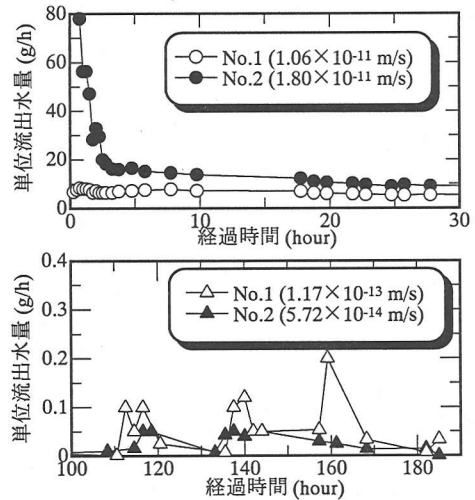 単位流出水量 (g/h)
80
60
40
20
0
No.1 (1.06×10-11 m/s)
No.2 (1.80×10-11 m/s)
0 10 20 30
経過時間 (hour)
単位流出水量 (g/h)
0.4
0.3
0.2
0.1
0
No.1 (1.17×10-13 m/s)
No.2 (5.72×10-14 m/s)
100 120 140 160 180
経過時間 (hour)